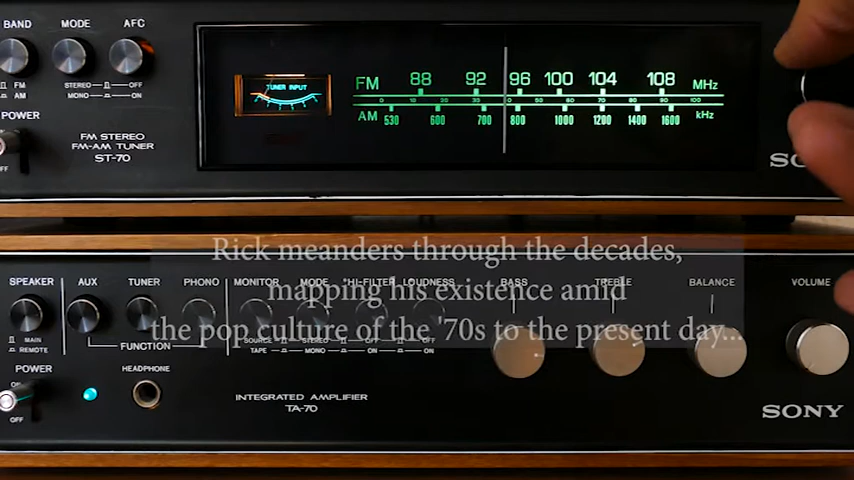 BAND MODE AFC
STEREO OFF
MONO ON
FM
AM
POWER
OFF
FM STEREO
FM-AM TUNER
ST-70
TUNER INPUT
FM 88 92 96 100 104 108 MHz
AM 530 600 700 800 1000 1200 1400 1600 kHz
SO
Rick meanders through the decades,
mapping his existence amid
the pop culture of the '70s to the present day...
SPEAKER AUX TUNER PHONO MONITOR MODE HI-FILTER LOUDNESS BASS TREBLE BALANCE VOLUME
MAIN
REMOTE
FUNCTION
SOURCE STEREO OFF OFF
TAPE MONO ON ON
POWER
ON
OFF
HEADPHONE
INTEGRATED AMPLIFIER
TA-70
SONY